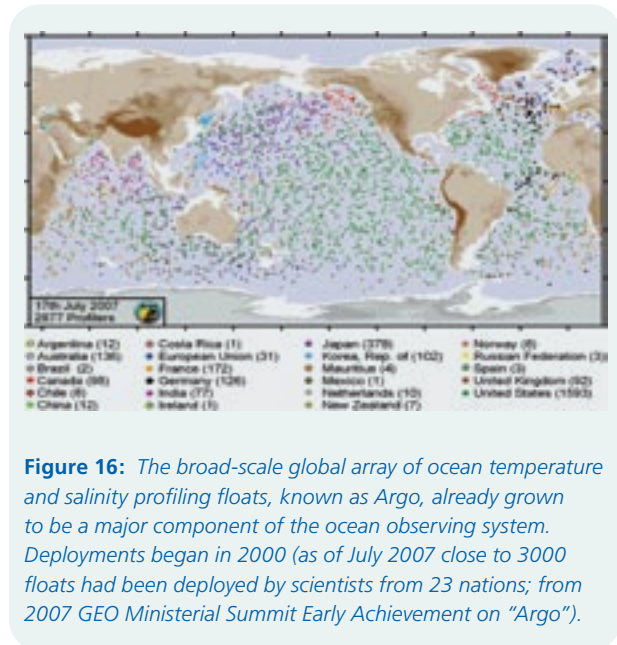 17th July 2007
2877 Profilers
Argentina (12) Costa Rica (1) Japan (378) Norway (8)
Australia (136) European Union (31) Korea, Rep. of (102) Russian Federation (3)
Brazil (2) France (172) Mauritius (4) Spain (3)
Canada (98) Germany (126) Mexico (1) United Kingdom (92)
Chile (8) India (77) Netherlands (10) United States (1593)
China (12) Ireland (1) New Zealand (7)
Figure 16: The broad-scale global array of ocean temperature
and salinity profiling floats, known as Argo, already grown
to be a major component of the ocean observing system.
Deployments began in 2000 (as of July 2007 close to 3000
floats had been deployed by scientists from 23 nations; from
2007 GEO Ministerial Summit Early Achievement on “Argo”).